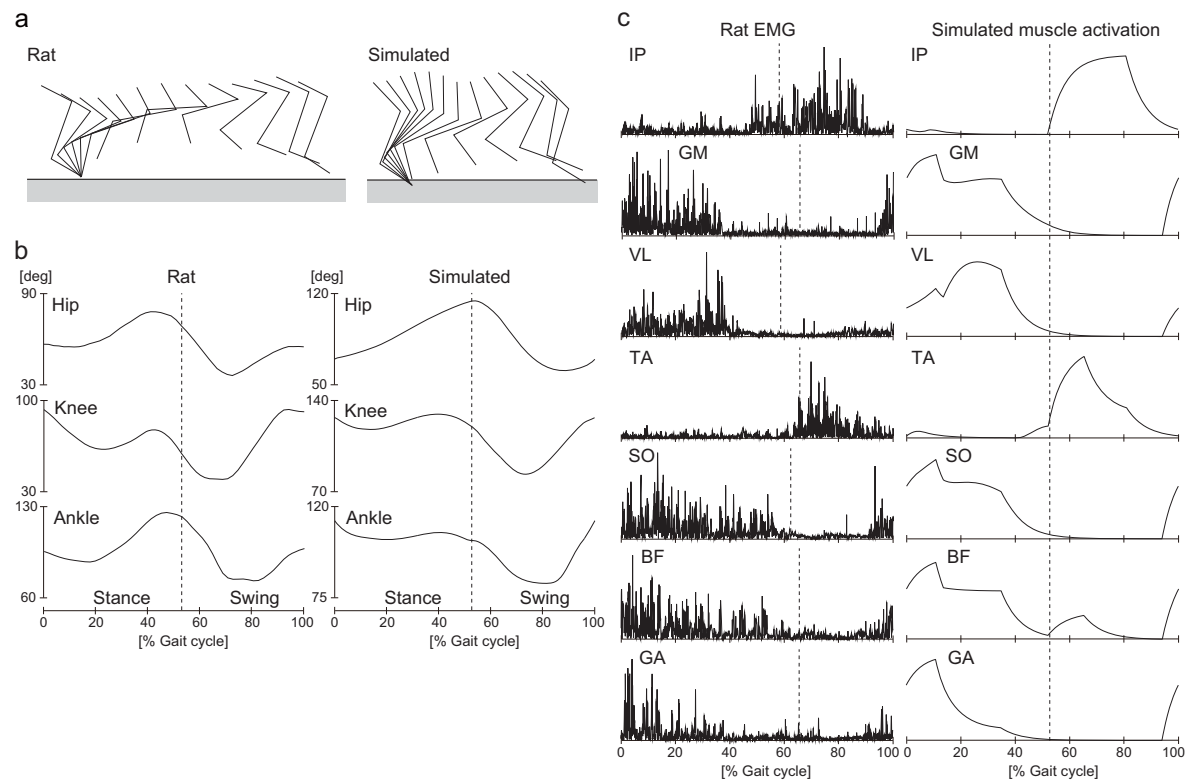 a
Rat
Simulated
b
[deg]
Rat
[deg]
Simulated
90
Hip
30
120
Hip
50
100
Knee
30
140
Knee
70
130
Ankle
60
120
Ankle
75
Stance
Swing
Stance
Swing
0 20 40 60 80 100
0 20 40 60 80 100
[% Gait cycle]
[% Gait cycle]
c
Rat EMG
Simulated muscle activation
IP
IP
GM
GM
VL
VL
TA
TA
SO
SO
BF
BF
GA
GA
0 20 40 60 80 100
0 20 40 60 80 100
[% Gait cycle]
[% Gait cycle]